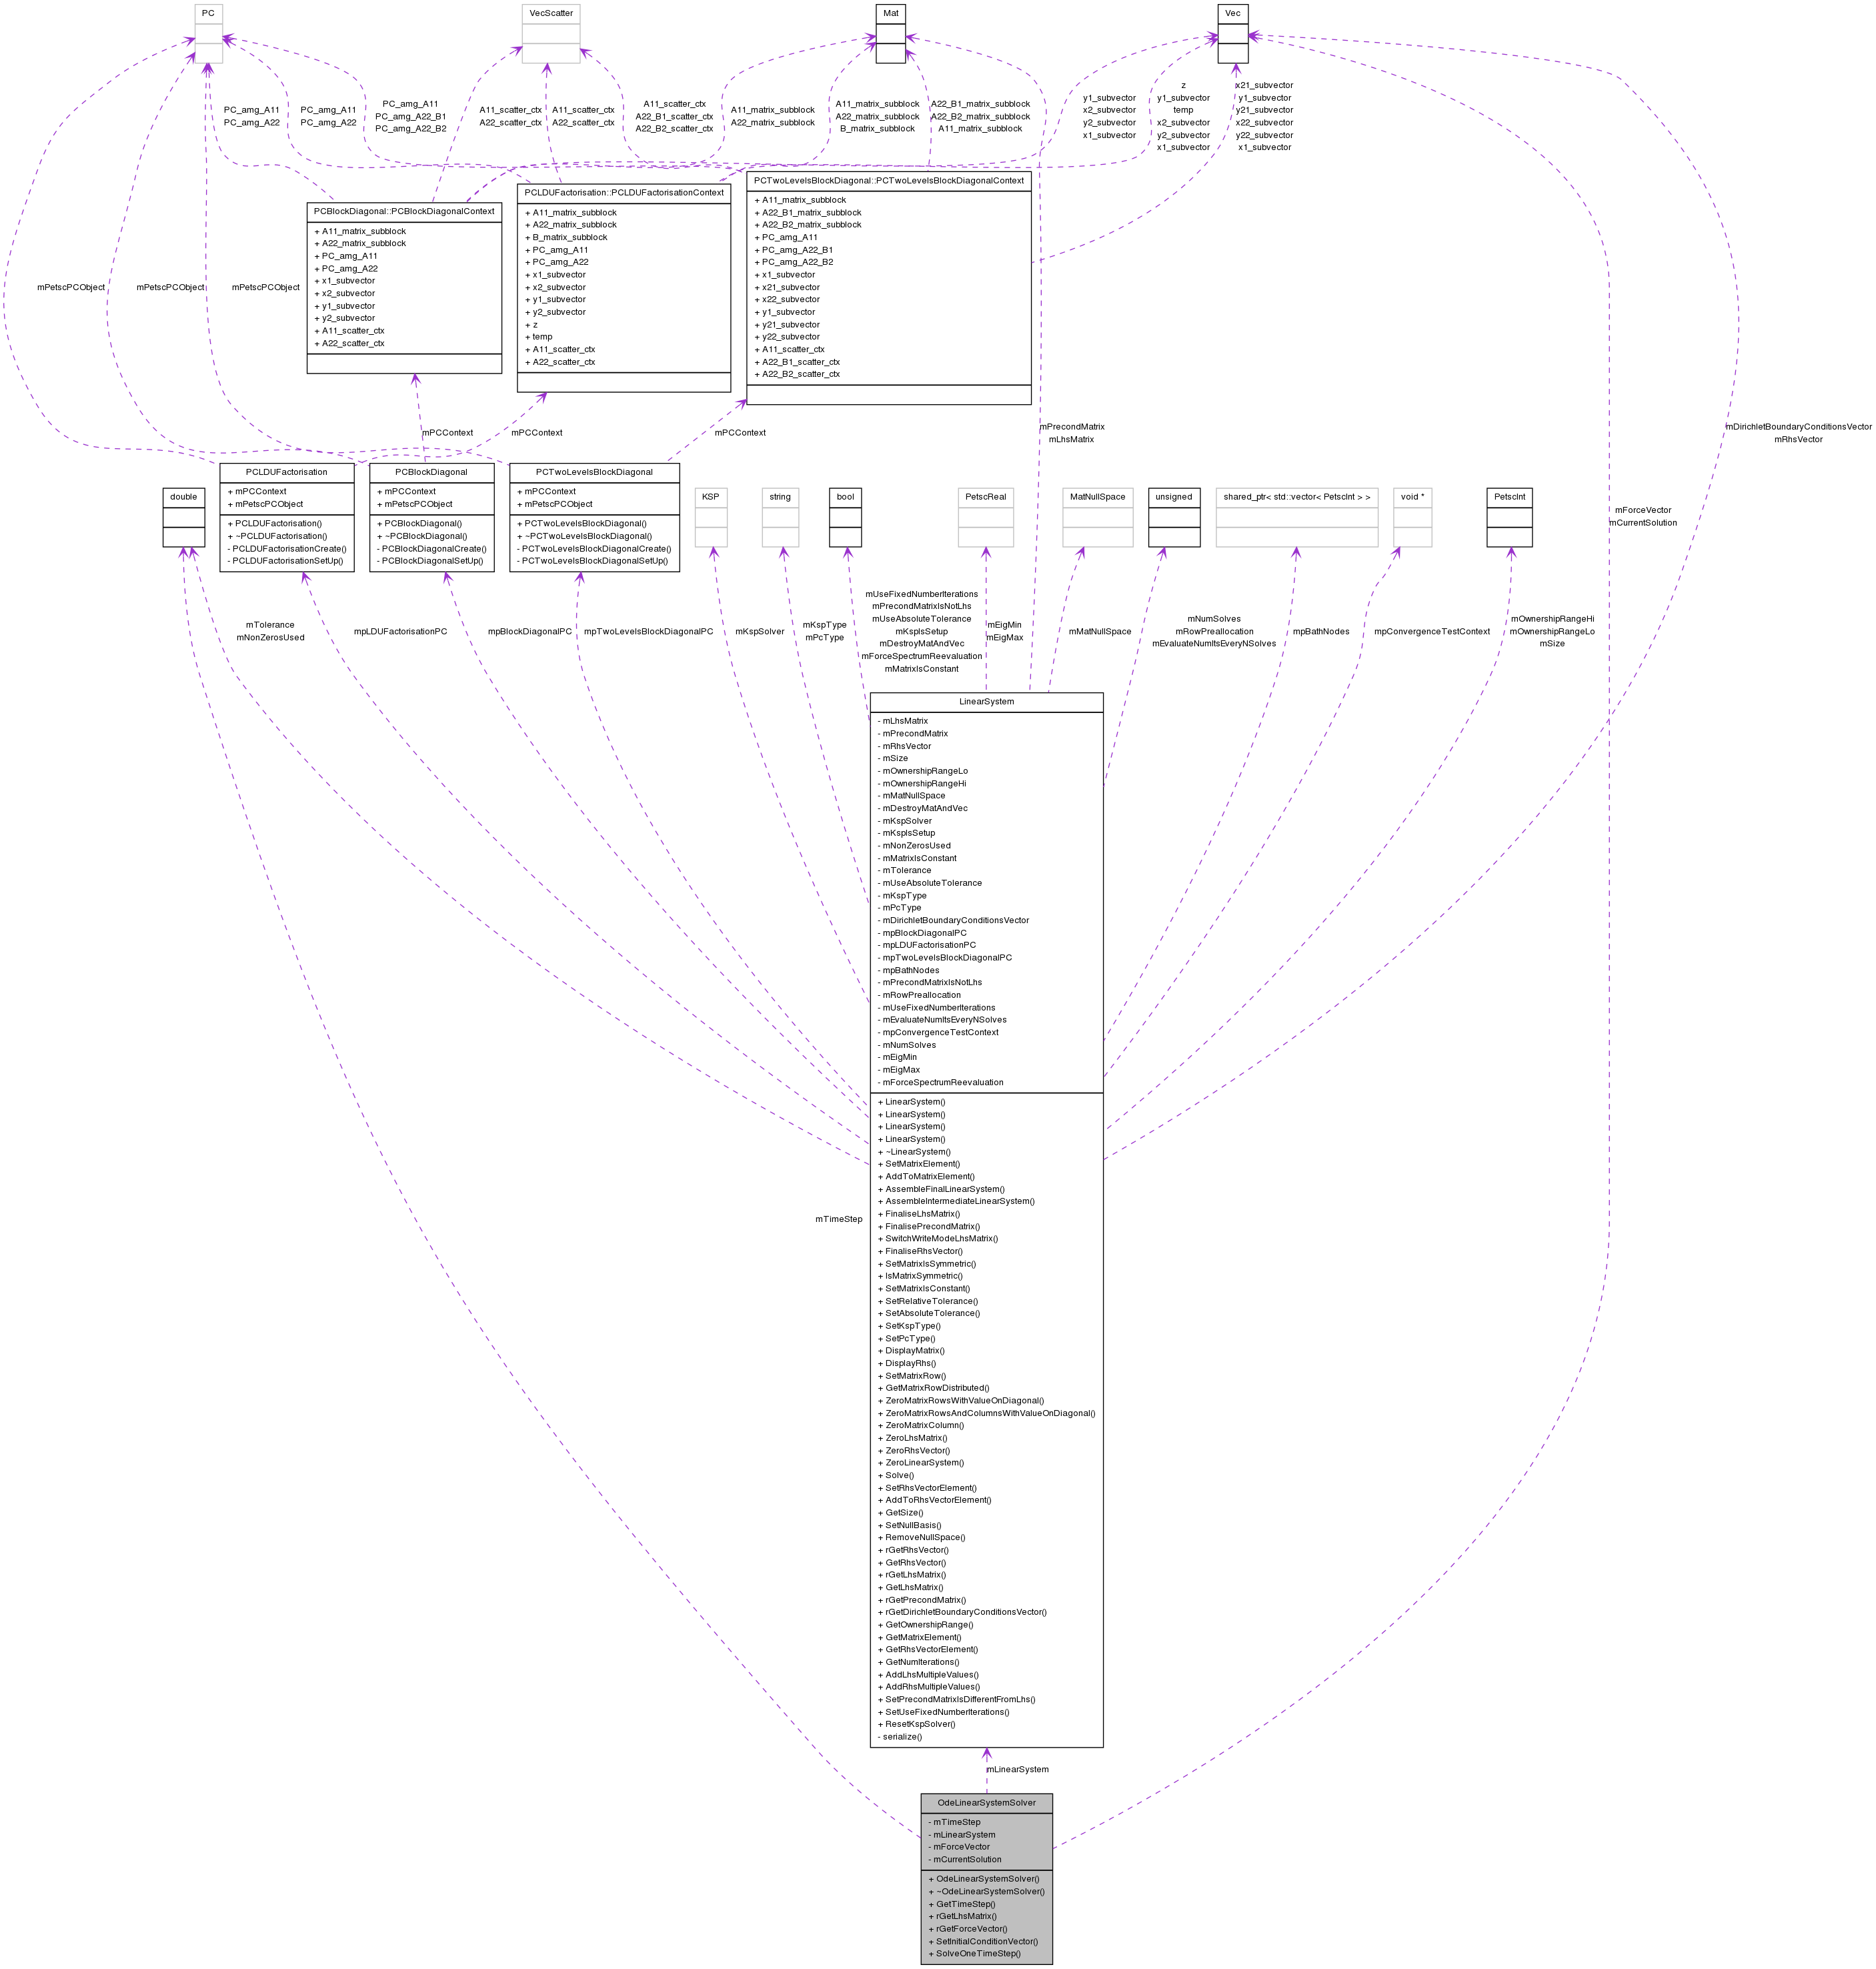 PC
VecScatter
Mat
Vec
PC_amg_A11
PC_amg_A22
PC_amg_A11
PC_amg_A22
PC_amg_A11
PC_amg_A22_B1
PC_amg_A22_B2
A11_scatter_ctx
A22_scatter_ctx
A11_scatter_ctx
A22_scatter_ctx
A11_scatter_ctx
A22_B1_scatter_ctx
A22_B2_scatter_ctx
A11_matrix_subblock
A22_matrix_subblock
A11_matrix_subblock
A22_matrix_subblock
B_matrix_subblock
A22_B1_matrix_subblock
A22_B2_matrix_subblock
A11_matrix_subblock
y1_subvector
x2_subvector
y2_subvector
x1_subvector
z
y1_subvector
temp
x2_subvector
y2_subvector
x1_subvector
x21_subvector
y1_subvector
y21_subvector
x22_subvector
y22_subvector
x1_subvector
PCBlockDiagonal::PCBlockDiagonalContext
+ A11_matrix_subblock
+ A22_matrix_subblock
+ PC_amg_A11
+ PC_amg_A22
+ x1_subvector
+ x2_subvector
+ y1_subvector
+ y2_subvector
+ A11_scatter_ctx
+ A22_scatter_ctx
PCLDUFactorisation::PCLDUFactorisationContext
+ A11_matrix_subblock
+ A22_matrix_subblock
+ B_matrix_subblock
+ PC_amg_A11
+ PC_amg_A22
+ x1_subvector
+ x2_subvector
+ y1_subvector
+ y2_subvector
+ z
+ temp
+ A11_scatter_ctx
+ A22_scatter_ctx
PCTwoLevelsBlockDiagonal::PCTwoLevelsBlockDiagonalContext
+ A11_matrix_subblock
+ A22_B1_matrix_subblock
+ A22_B2_matrix_subblock
+ PC_amg_A11
+ PC_amg_A22_B1
+ PC_amg_A22_B2
+ x1_subvector
+ x21_subvector
+ x22_subvector
+ y1_subvector
+ y21_subvector
+ y22_subvector
+ A11_scatter_ctx
+ A22_B1_scatter_ctx
+ A22_B2_scatter_ctx
mPetscPCObject
mPetscPCObject
mPetscPCObject
mPCContext
mPCContext
mPCContext
mPrecondMatrix
mLhsMatrix
mDirichletBoundaryConditionsVector
mRhsVector
mForceVector
mCurrentSolution
double
PCLDUFactorisation
+ mPCContext
+ mPetscPCObject
+ PCLDUFactorisation()
+ ~PCLDUFactorisation()
- PCLDUFactorisationCreate()
- PCLDUFactorisationSetUp()
PCBlockDiagonal
+ mPCContext
+ mPetscPCObject
+ PCBlockDiagonal()
+ ~PCBlockDiagonal()
- PCBlockDiagonalCreate()
- PCBlockDiagonalSetUp()
PCTwoLevelsBlockDiagonal
+ mPCContext
+ mPetscPCObject
+ PCTwoLevelsBlockDiagonal()
+ ~PCTwoLevelsBlockDiagonal()
- PCTwoLevelsBlockDiagonalCreate()
- PCTwoLevelsBlockDiagonalSetUp()
KSP
string
bool
PetscReal
MatNullSpace
unsigned
shared_ptr< std::vector< PetscInt > >
void *
PetscInt
mTolerance
mNonZerosUsed
mpLDUFactorisationPC
mpBlockDiagonalPC
mpTwoLevelsBlockDiagonalPC
mKspSolver
mKspType
mPcType
mUseFixedNumberIterations
mPrecondMatrixIsNotLhs
mUseAbsoluteTolerance
mKspIsSetup
mDestroyMatAndVec
mForceSpectrumReevaluation
mMatrixIsConstant
mEigMin
mEigMax
mMatNullSpace
mNumSolves
mRowPreallocation
mEvaluateNumItsEveryNSolves
mpBathNodes
mpConvergenceTestContext
mOwnershipRangeHi
mOwnershipRangeLo
mSize
LinearSystem
- mLhsMatrix
- mPrecondMatrix
- mRhsVector
- mSize
- mOwnershipRangeLo
- mOwnershipRangeHi
- mMatNullSpace
- mDestroyMatAndVec
- mKspSolver
- mKspIsSetup
- mNonZerosUsed
- mMatrixIsConstant
- mTolerance
- mUseAbsoluteTolerance
- mKspType
- mPcType
- mDirichletBoundaryConditionsVector
- mpBlockDiagonalPC
- mpLDUFactorisationPC
- mpTwoLevelsBlockDiagonalPC
- mpBathNodes
- mPrecondMatrixIsNotLhs
- mRowPreallocation
- mUseFixedNumberIterations
- mEvaluateNumItsEveryNSolves
- mpConvergenceTestContext
- mNumSolves
- mEigMin
- mEigMax
- mForceSpectrumReevaluation
+ LinearSystem()
+ LinearSystem()
+ LinearSystem()
+ LinearSystem()
+ ~LinearSystem()
+ SetMatrixElement()
+ AddToMatrixElement()
+ AssembleFinalLinearSystem()
+ AssembleIntermediateLinearSystem()
+ FinaliseLhsMatrix()
+ FinalisePrecondMatrix()
+ SwitchWriteModeLhsMatrix()
+ FinaliseRhsVector()
+ SetMatrixIsSymmetric()
+ IsMatrixSymmetric()
+ SetMatrixIsConstant()
+ SetRelativeTolerance()
+ SetAbsoluteTolerance()
+ SetKspType()
+ SetPcType()
+ DisplayMatrix()
+ DisplayRhs()
+ SetMatrixRow()
+ GetMatrixRowDistributed()
+ ZeroMatrixRowsWithValueOnDiagonal()
+ ZeroMatrixRowsAndColumnsWithValueOnDiagonal()
+ ZeroMatrixColumn()
+ ZeroLhsMatrix()
+ ZeroRhsVector()
+ ZeroLinearSystem()
+ Solve()
+ SetRhsVectorElement()
+ AddToRhsVectorElement()
+ GetSize()
+ SetNullBasis()
+ RemoveNullSpace()
+ rGetRhsVector()
+ GetRhsVector()
+ rGetLhsMatrix()
+ GetLhsMatrix()
+ rGetPrecondMatrix()
+ rGetDirichletBoundaryConditionsVector()
+ GetOwnershipRange()
+ GetMatrixElement()
+ GetRhsVectorElement()
+ GetNumIterations()
+ AddLhsMultipleValues()
+ AddRhsMultipleValues()
+ SetPrecondMatrixIsDifferentFromLhs()
+ SetUseFixedNumberIterations()
+ ResetKspSolver()
- serialize()
mTimeStep
mLinearSystem
OdeLinearSystemSolver
- mTimeStep
- mLinearSystem
- mForceVector
- mCurrentSolution
+ OdeLinearSystemSolver()
+ ~OdeLinearSystemSolver()
+ GetTimeStep()
+ rGetLhsMatrix()
+ rGetForceVector()
+ SetInitialConditionVector()
+ SolveOneTimeStep()